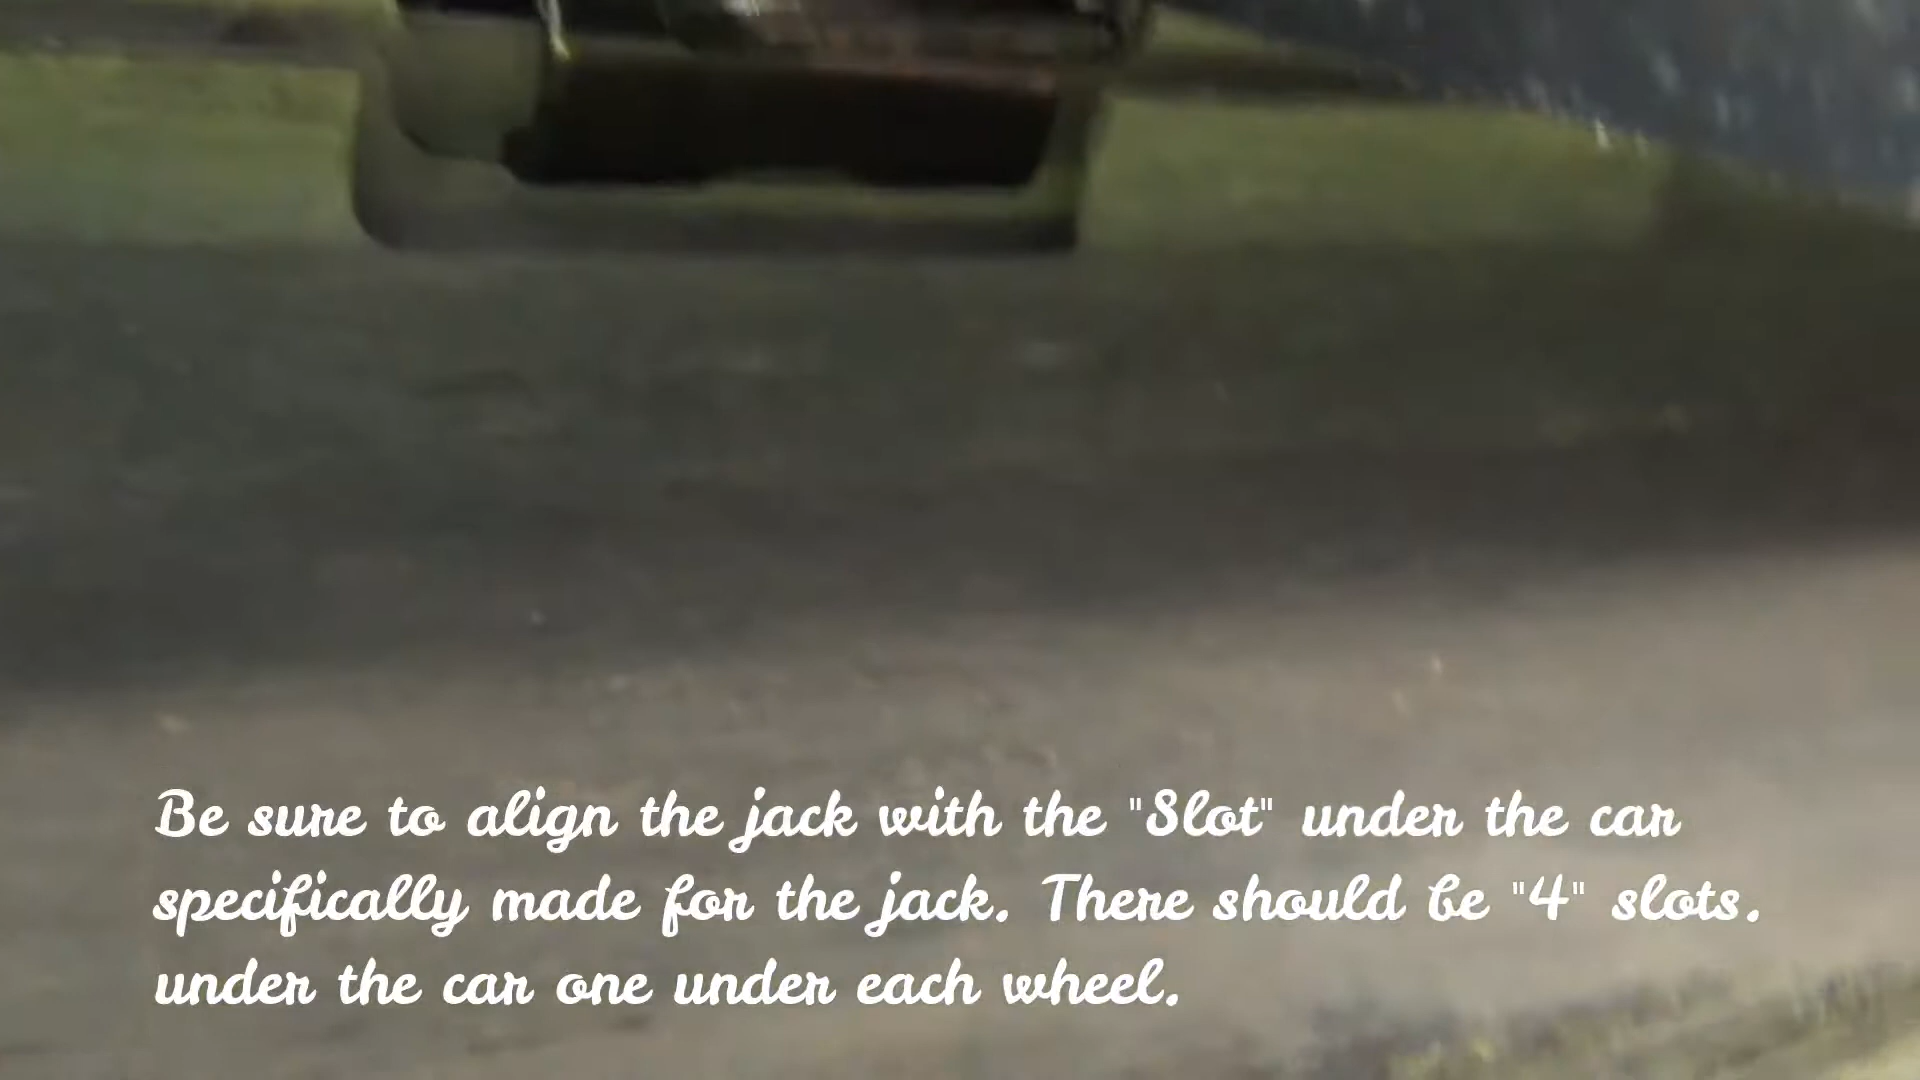 Be sure to align the jack with the "Slot" under the car
specifically made for the jack. There should be "4" slots.
under the car one under each wheel.